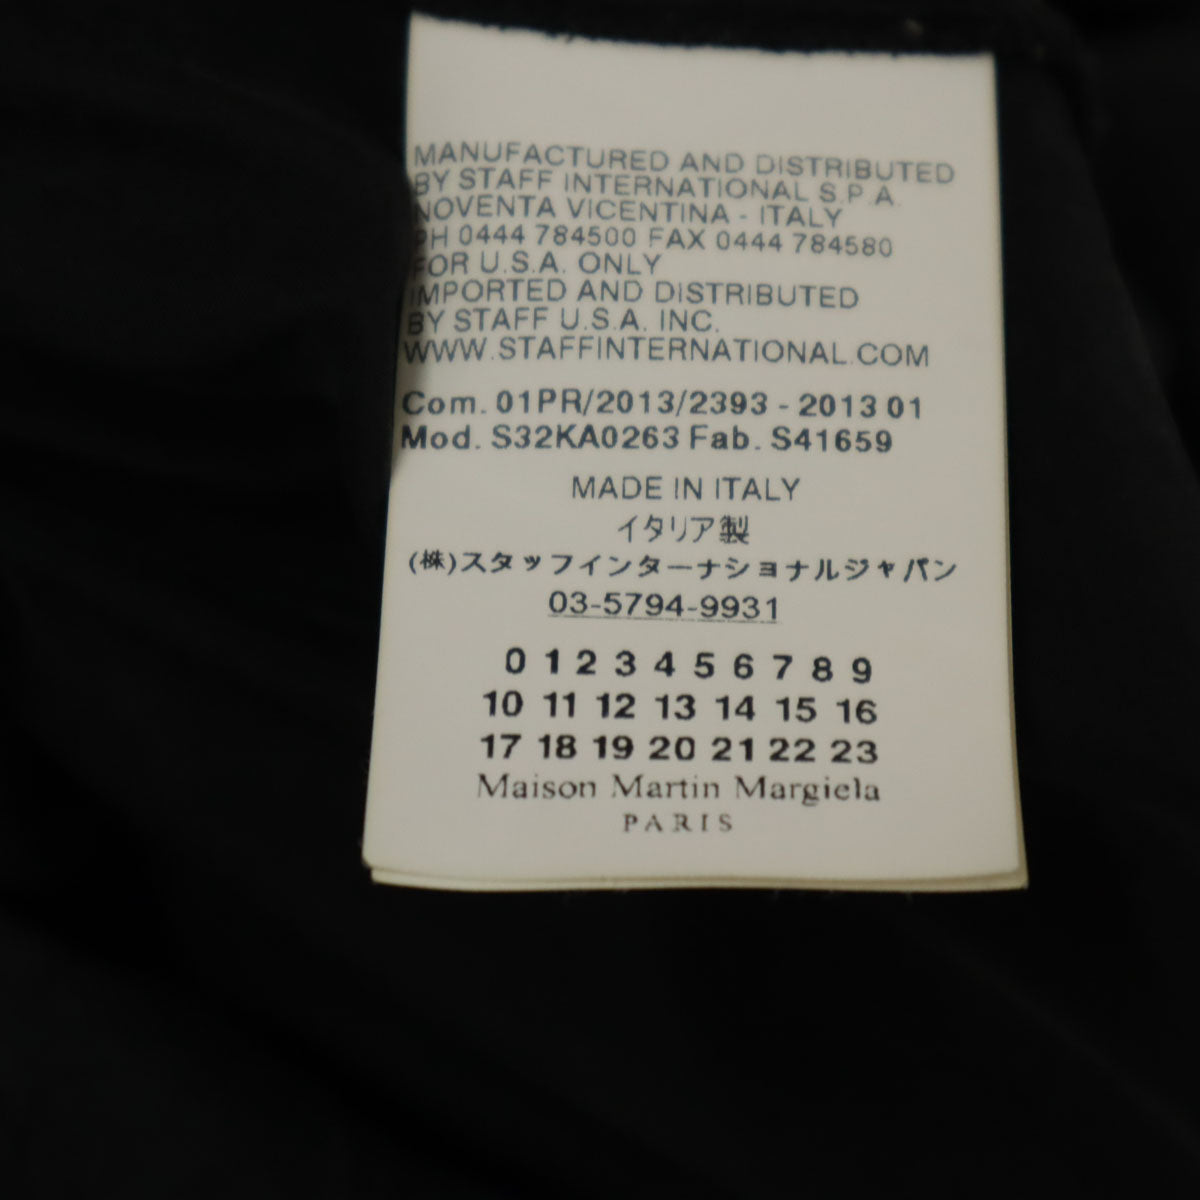 MANUFACTURED AND DISTRIBUTED
BY STAFF INTERNATIONAL S.P.A.
NOVENTA VICENTINA - ITALY
PH 0444 784500 FAX 0444 784580
FOR U.S.A. ONLY
IMPORTED AND DISTRIBUTED
BY STAFF U.S.A. INC.
WWW.STAFFINTERNATIONAL.COM
Com. 01PR/2013/2393 - 2013 01
Mod. S32KA0263 Fab. S41659
MADE IN ITALY
イタリア製
(株)スタッフインターナショナルジャパン
03-5794-9931
0 1 2 3 4 5 6 7 8 9
10 11 12 13 14 15 16
17 18 19 20 21 22 23
Maison Martin Margiela
PARIS